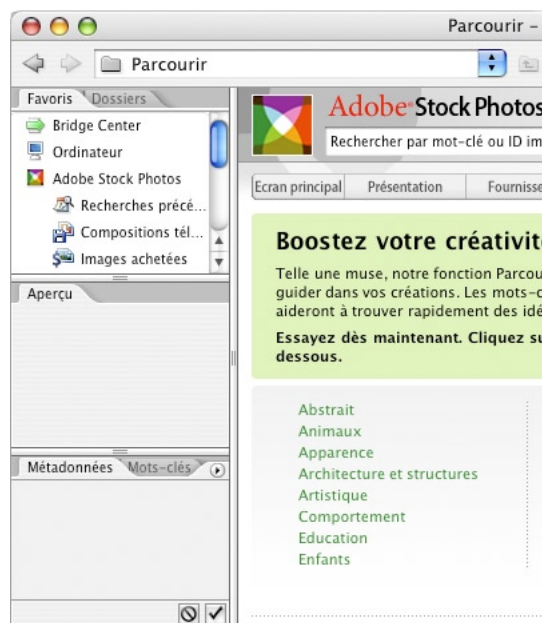 Parcourir –
Parcourir
Favoris Dossiers
Bridge Center
Ordinateur
Adobe Stock Photos
Recherches précé...
Compositions tél...
Images achetées
Aperçu
Métadonnées Mots-clés
Adobe® Stock Photos
Rechercher par mot-clé ou ID im
Ecran principal Présentation Fournisse
Boostez votre créativit
Telle une muse, notre fonction Parcou
guider dans vos créations. Les mots-c
aideront à trouver rapidement des idé
Essayez dès maintenant. Cliquez su
dessous.
Abstrait
Animaux
Apparence
Architecture et structures
Artistique
Comportement
Education
Enfants